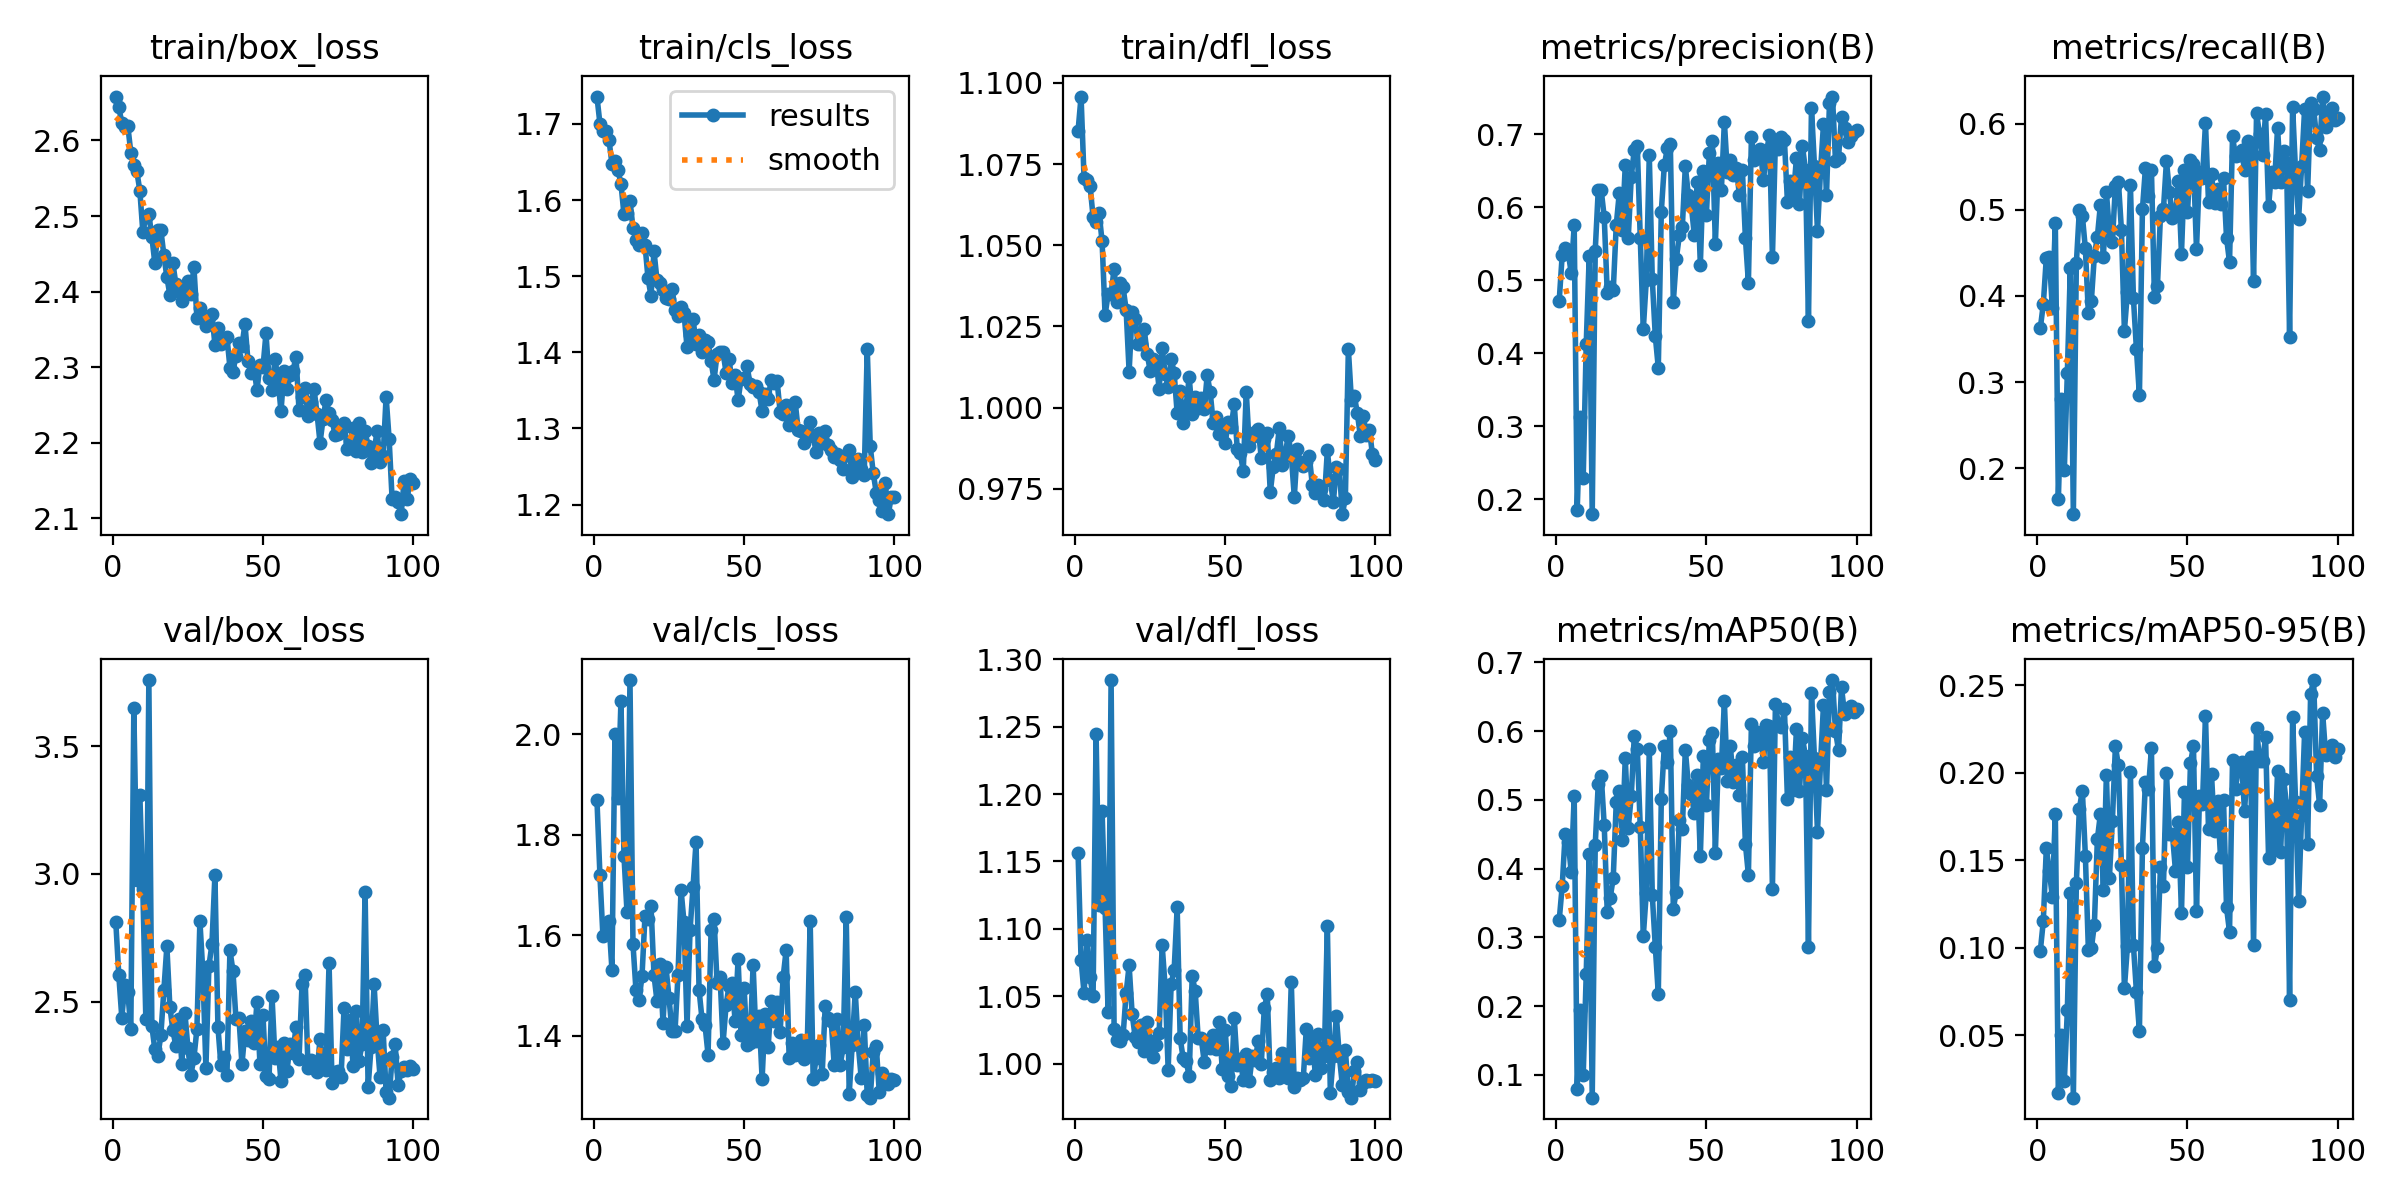 train/box_loss
train/cls_loss
train/dfl_loss
metrics/precision(B)
metrics/recall(B)
results
smooth
2.6
2.5
2.4
2.3
2.2
2.1
0 50 100
1.7
1.6
1.5
1.4
1.3
1.2
0 50 100
1.100
1.075
1.050
1.025
1.000
0.975
0 50 100
0.7
0.6
0.5
0.4
0.3
0.2
0 50 100
0.6
0.5
0.4
0.3
0.2
0 50 100
val/box_loss
val/cls_loss
val/dfl_loss
metrics/mAP50(B)
metrics/mAP50-95(B)
3.5
3.0
2.5
0 50 100
2.0
1.8
1.6
1.4
0 50 100
1.30
1.25
1.20
1.15
1.10
1.05
1.00
0 50 100
0.7
0.6
0.5
0.4
0.3
0.2
0.1
0 50 100
0.25
0.20
0.15
0.10
0.05
0 50 100